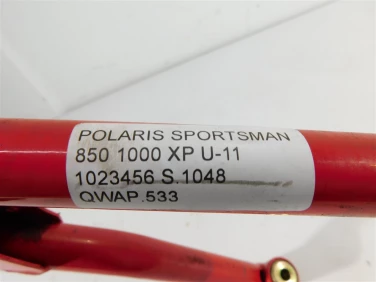 POLARIS SPORTSMAN
850 1000 XP U-11
1023456 S.1048
QWAP.533